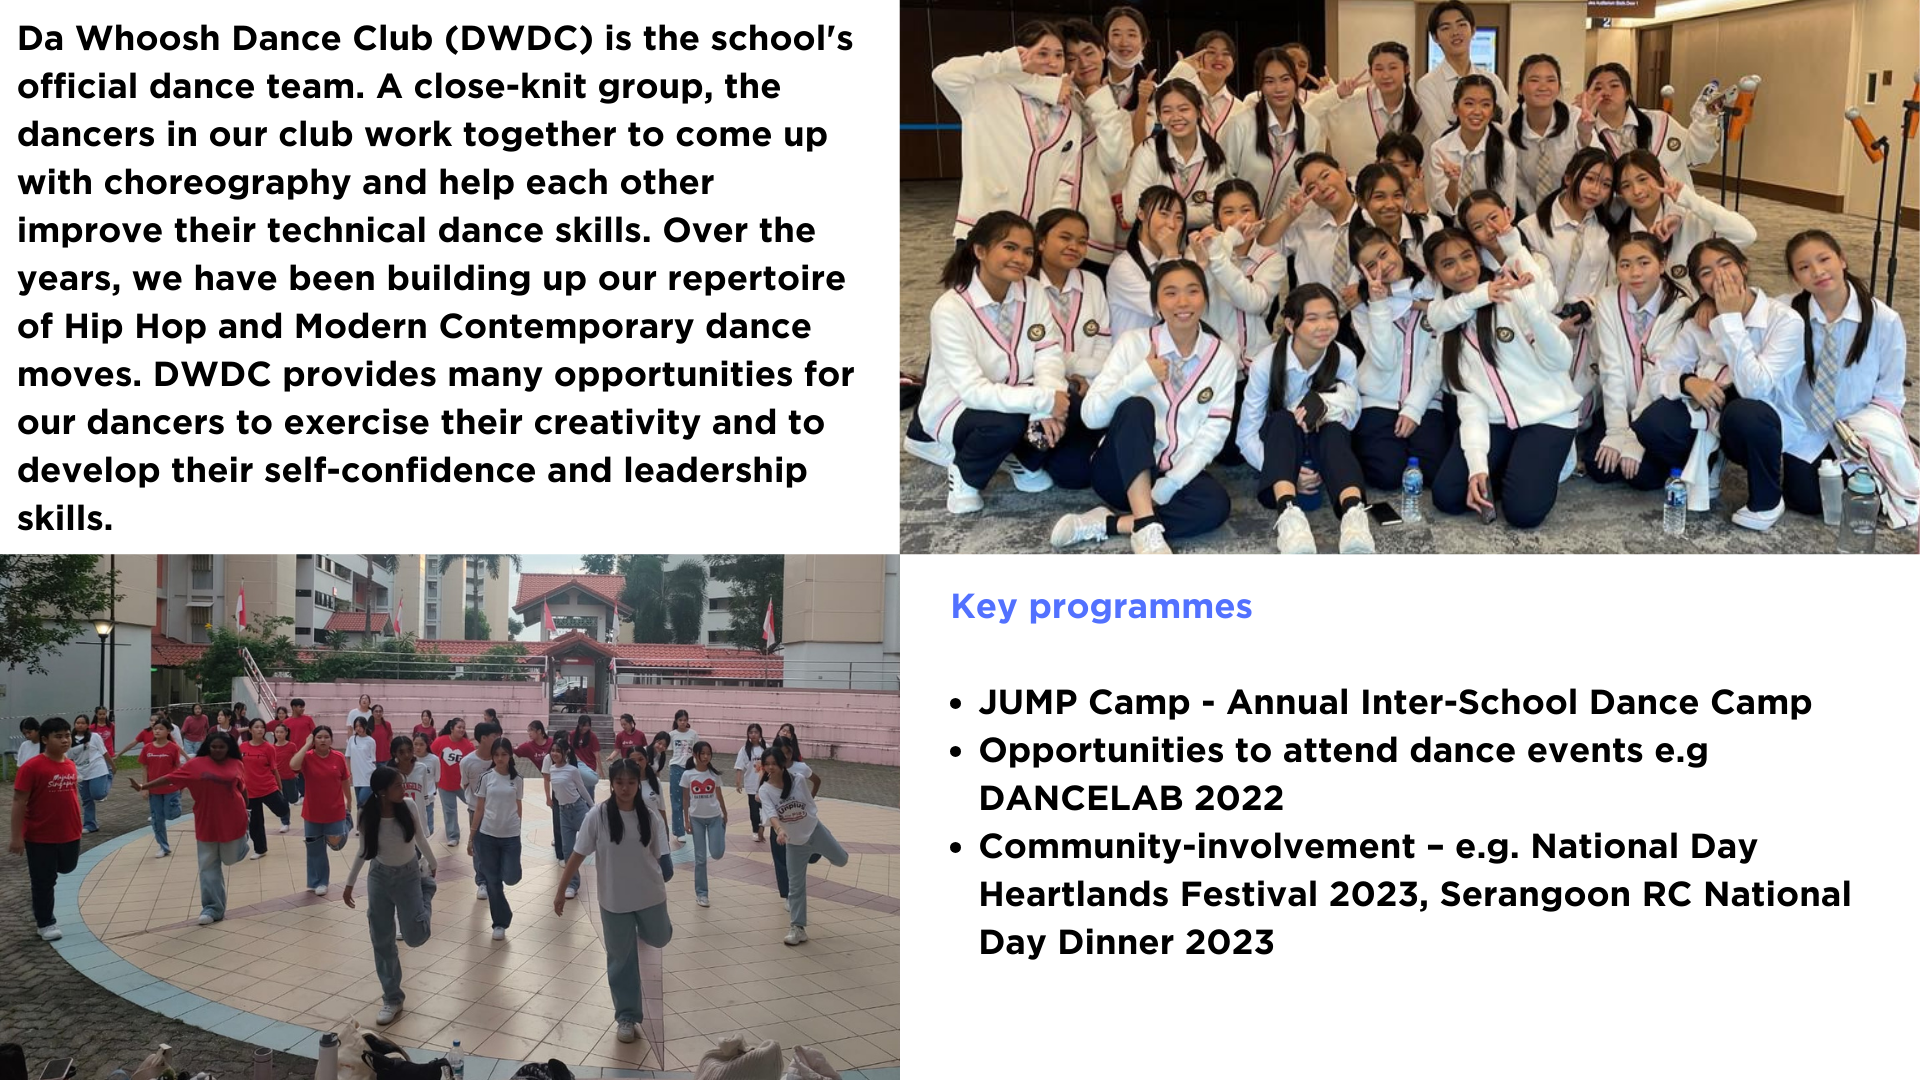 Da Whoosh Dance Club (DWDC) is the school's
official dance team. A close-knit group, the
dancers in our club work together to come up
with choreography and help each other
improve their technical dance skills. Over the
years, we have been building up our repertoire
of Hip Hop and Modern Contemporary dance
moves. DWDC provides many opportunities for
our dancers to exercise their creativity and to
develop their self-confidence and leadership
skills.
Key programmes
• JUMP Camp - Annual Inter-School Dance Camp
• Opportunities to attend dance events e.g
DANCELAB 2022
• Community-involvement – e.g. National Day
Heartlands Festival 2023, Serangoon RC National
Day Dinner 2023